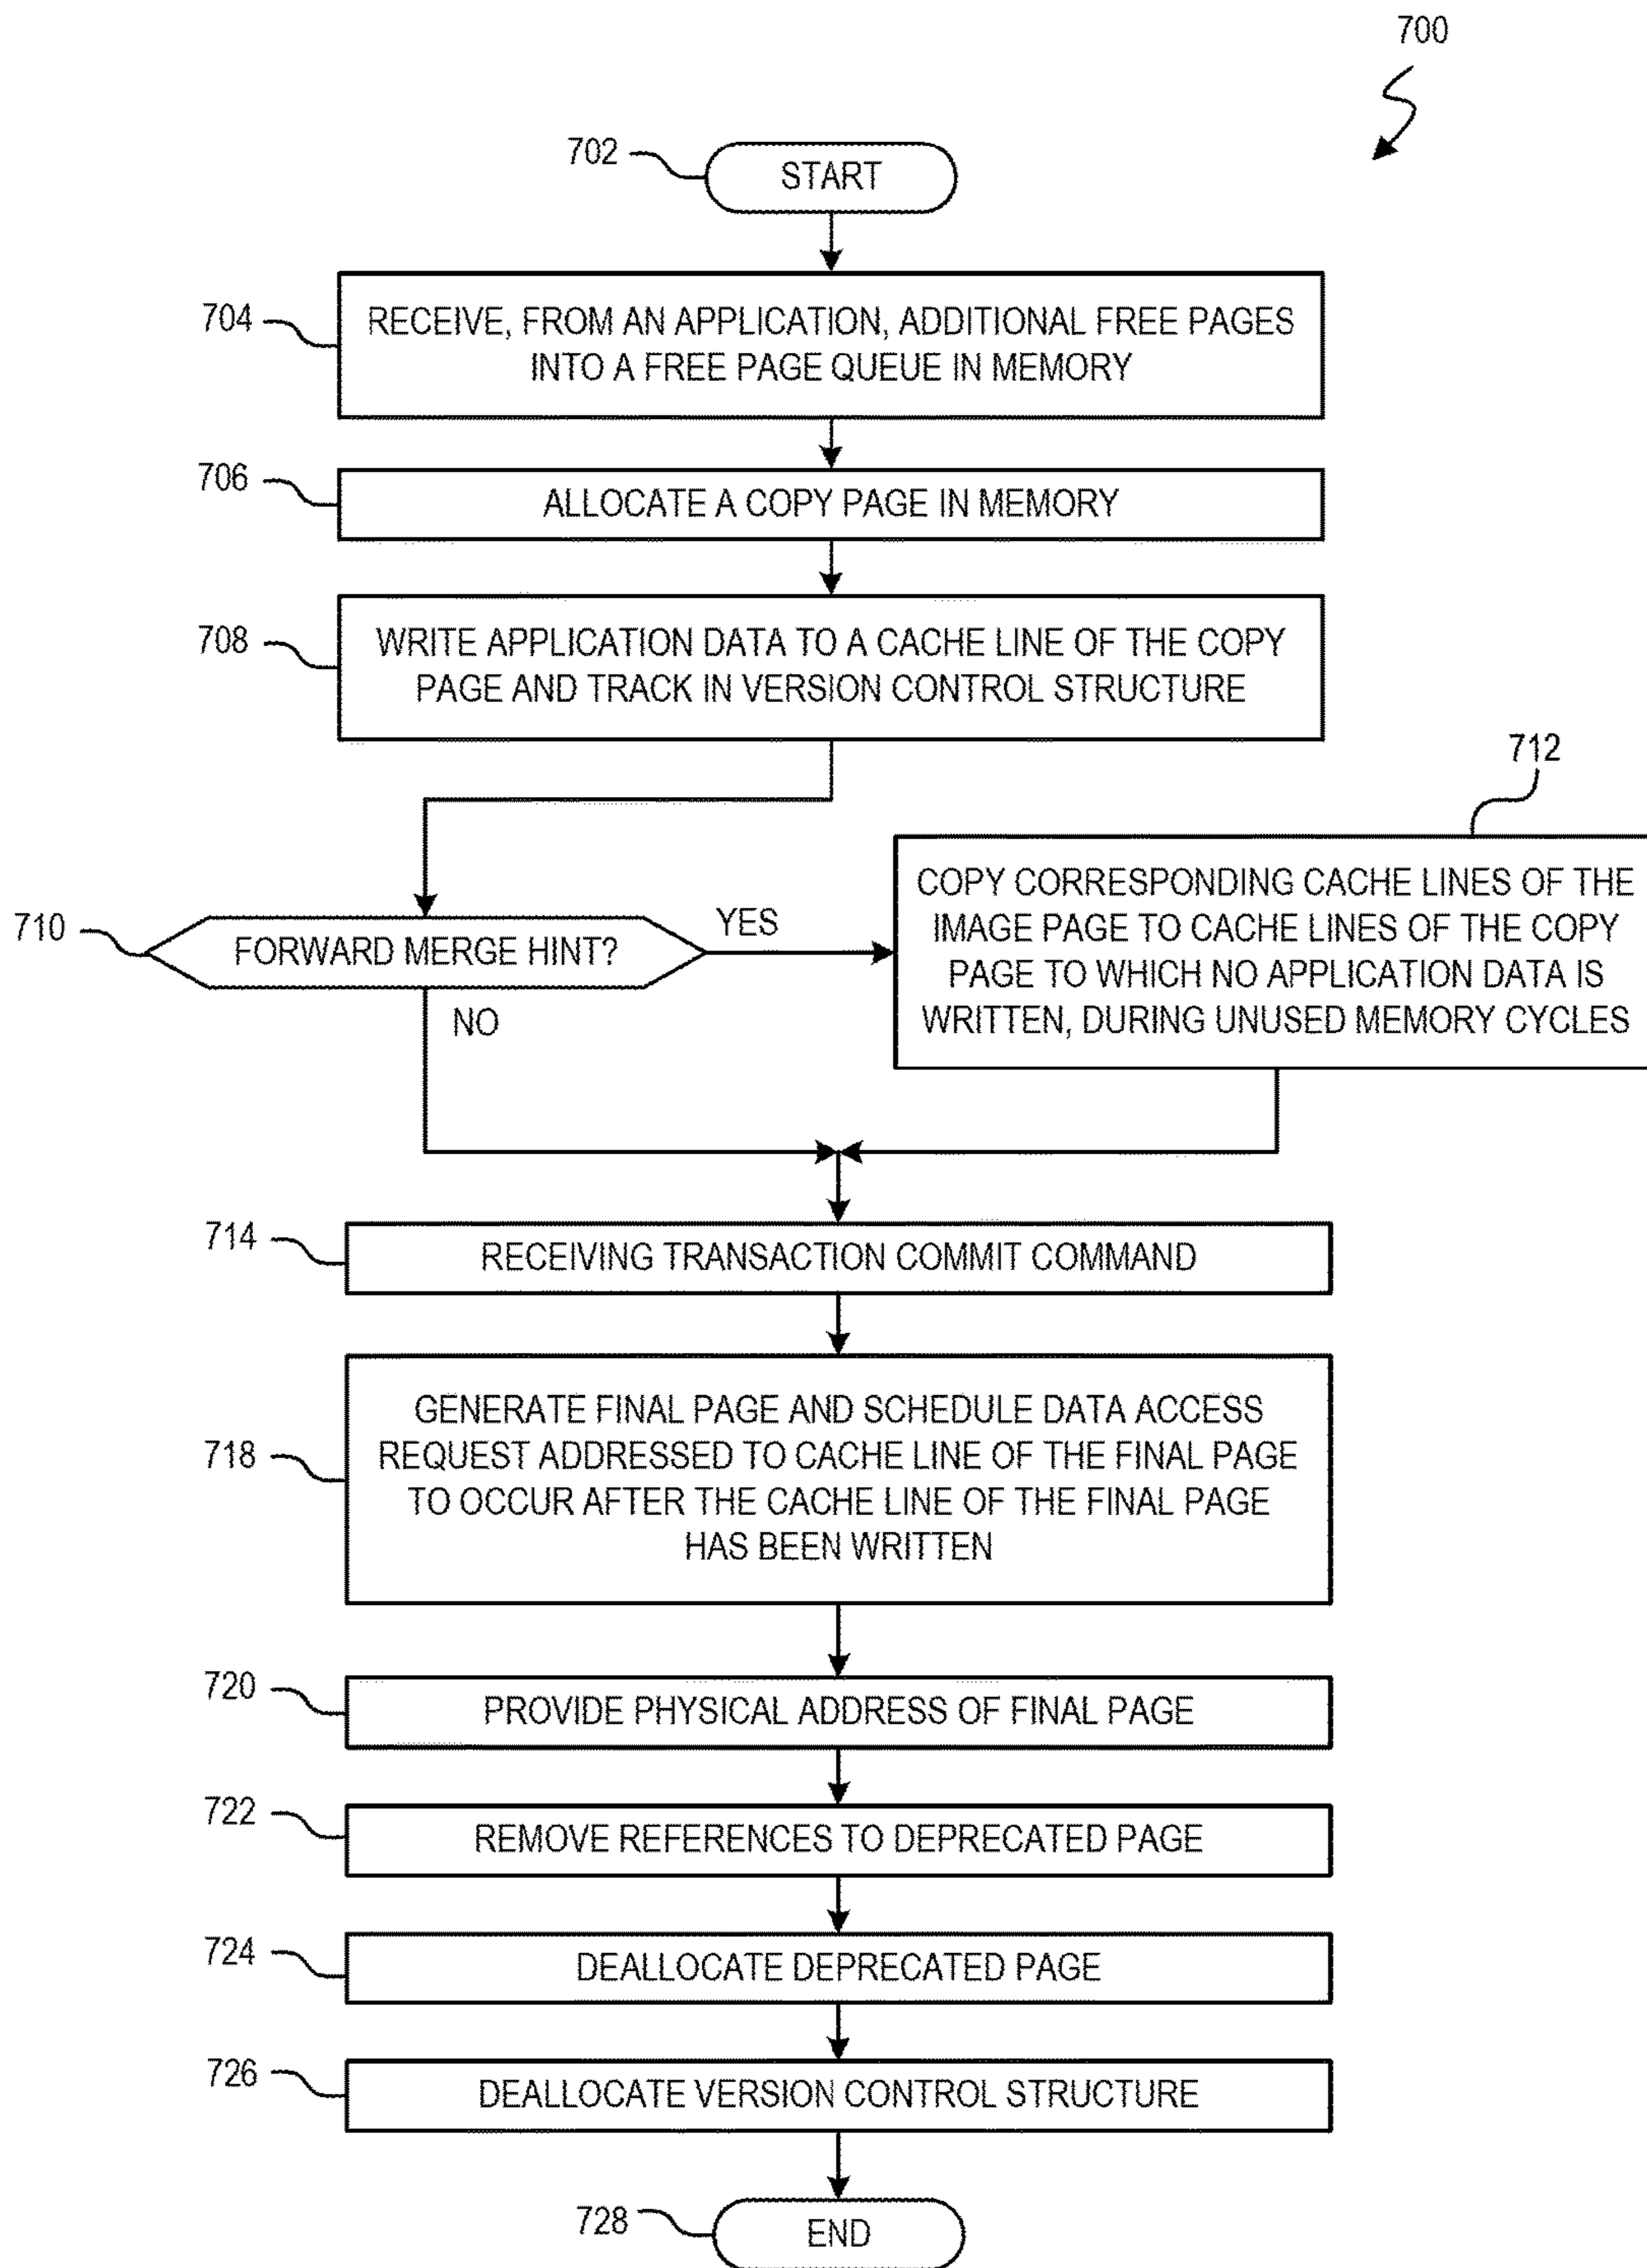 700
702
START
704
RECEIVE, FROM AN APPLICATION, ADDITIONAL FREE PAGES
INTO A FREE PAGE QUEUE IN MEMORY
706
ALLOCATE A COPY PAGE IN MEMORY
708
WRITE APPLICATION DATA TO A CACHE LINE OF THE COPY
PAGE AND TRACK IN VERSION CONTROL STRUCTURE
710
FORWARD MERGE HINT?
YES
NO
712
COPY CORRESPONDING CACHE LINES OF THE
IMAGE PAGE TO CACHE LINES OF THE COPY
PAGE TO WHICH NO APPLICATION DATA IS
WRITTEN, DURING UNUSED MEMORY CYCLES
714
RECEIVING TRANSACTION COMMIT COMMAND
718
GENERATE FINAL PAGE AND SCHEDULE DATA ACCESS
REQUEST ADDRESSED TO CACHE LINE OF THE FINAL PAGE
TO OCCUR AFTER THE CACHE LINE OF THE FINAL PAGE
HAS BEEN WRITTEN
720
PROVIDE PHYSICAL ADDRESS OF FINAL PAGE
722
REMOVE REFERENCES TO DEPRECATED PAGE
724
DEALLOCATE DEPRECATED PAGE
726
DEALLOCATE VERSION CONTROL STRUCTURE
728
END